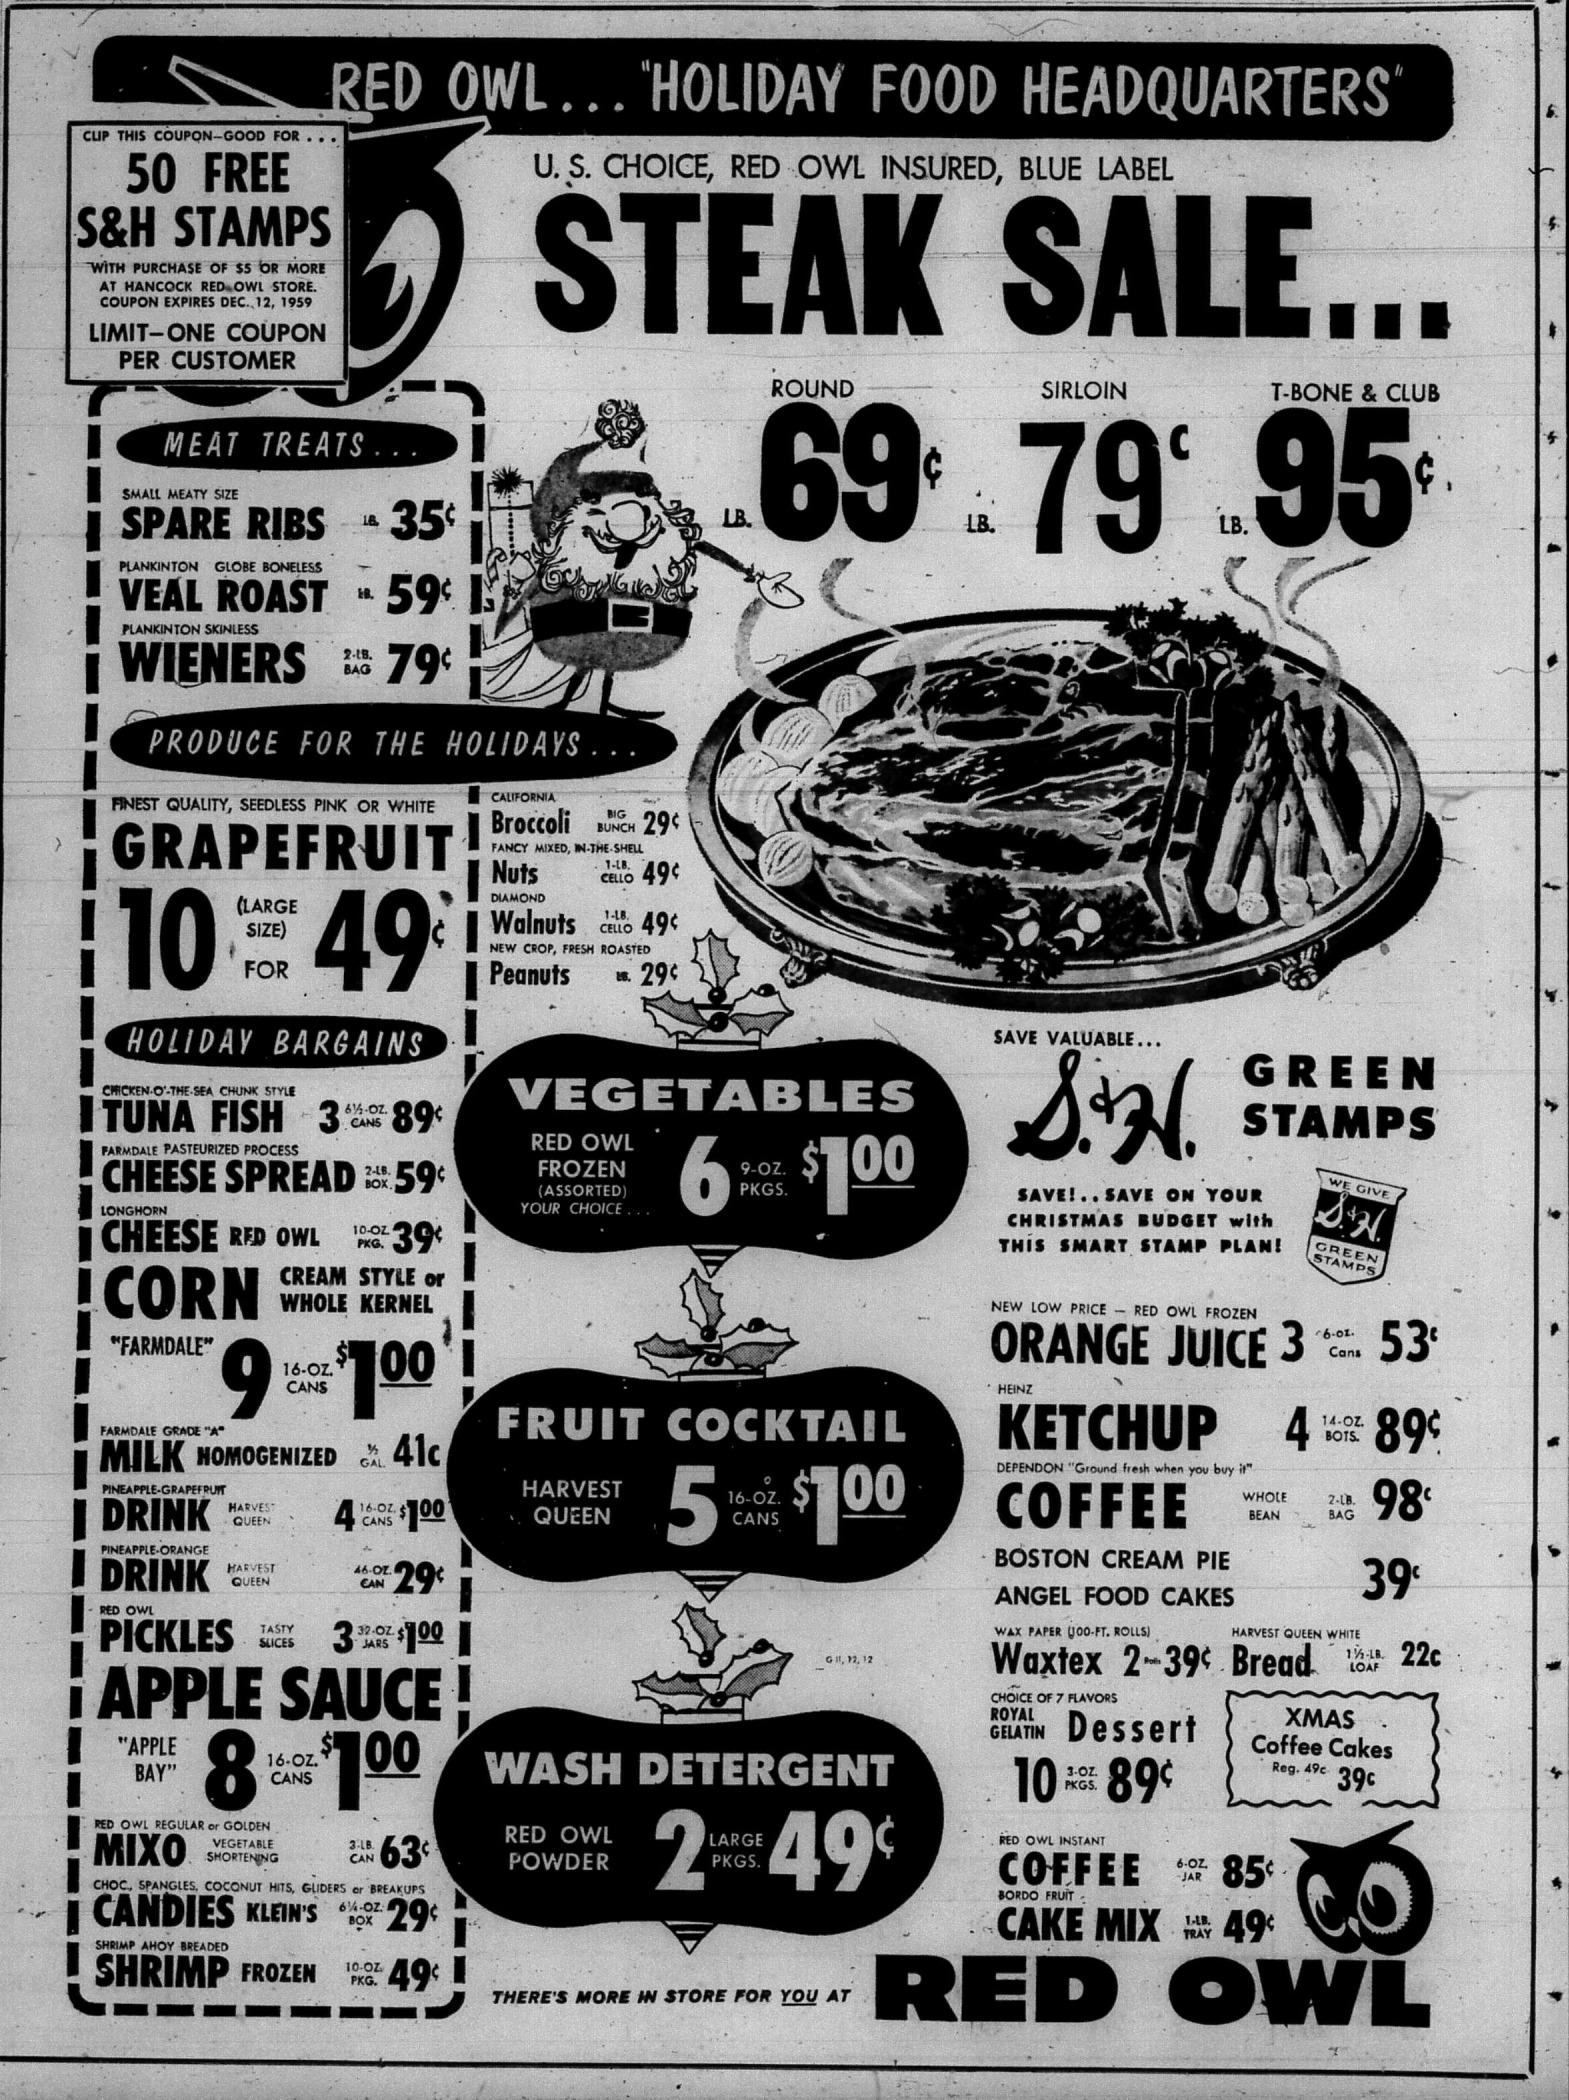 RED OWL... "HOLIDAY FOOD HEADQUARTERS"
CLIP THIS COUPON—GOOD FOR ...
50 FREE
S&H STAMPS
WITH PURCHASE OF $5 OR MORE
AT HANCOCK RED OWL STORE.
COUPON EXPIRES DEC. 12, 1959
LIMIT—ONE COUPON
PER CUSTOMER
U. S. CHOICE, RED OWL INSURED, BLUE LABEL
STEAK SALE...
ROUND
LB. 69¢
SIRLOIN
LB. 79¢
T-BONE & CLUB
LB. 95¢
MEAT TREATS...
SMALL MEATY SIZE
SPARE RIBS LB. 35¢
PLANKINTON GLOBE BONELESS
VEAL ROAST LB. 59¢
PLANKINTON SKINLESS
WIENERS 2-LB. BAG 79¢
PRODUCE FOR THE HOLIDAYS...
FINEST QUALITY, SEEDLESS PINK OR WHITE
GRAPEFRUIT
10 (LARGE SIZE) FOR 49¢
CALIFORNIA
Broccoli BIG BUNCH 29¢
FANCY MIXED, IN-THE-SHELL
Nuts 1-LB. CELLO 49¢
DIAMOND
Walnuts 1-LB. CELLO 49¢
NEW CROP, FRESH ROASTED
Peanuts LB. 29¢
HOLIDAY BARGAINS
CHICKEN-O'-THE-SEA CHUNK STYLE
TUNA FISH 3 6½-OZ. CANS 89¢
FARMDALE PASTEURIZED PROCESS
CHEESE SPREAD 2-LB. BOX 59¢
LONGHORN
CHEESE RED OWL 10-OZ. PKG. 39¢
CORN CREAM STYLE or WHOLE KERNEL
"FARMDALE" 9 16-OZ. CANS $1.00
FARMDALE GRADE "A"
MILK HOMOGENIZED ½ GAL. 41c
PINEAPPLE-GRAPEFRUIT
DRINK HARVEST QUEEN 4 16-OZ. CANS $1.00
PINEAPPLE-ORANGE
DRINK HARVEST QUEEN 46-OZ. CAN 29¢
RED OWL
PICKLES TASTY SLICES 3 32-OZ. JARS $1.00
APPLE SAUCE
"APPLE BAY" 8 16-OZ. CANS $1.00
RED OWL REGULAR or GOLDEN
MIXO VEGETABLE SHORTENING 3-LB. CAN 63¢
CHOC., SPANGLES, COCONUT HITS, GLIDERS or BREAKUPS
CANDIES KLEIN'S 6¼-OZ. BOX 29¢
SHRIMP AHOY BREADED
SHRIMP FROZEN 10-OZ. PKG. 49¢
VEGETABLES
RED OWL
FROZEN
(ASSORTED)
YOUR CHOICE...
6 9-OZ. PKGS. $1.00
FRUIT COCKTAIL
HARVEST QUEEN 5 16-OZ. CANS $1.00
G 11, 12, 12
WASH DETERGENT
RED OWL POWDER 2 LARGE PKGS. 49¢
SAVE VALUABLE...
S.&H. GREEN STAMPS
SAVE!..SAVE ON YOUR
CHRISTMAS BUDGET with
THIS SMART STAMP PLAN!
WE GIVE
S.&H.
GREEN
STAMPS
NEW LOW PRICE — RED OWL FROZEN
ORANGE JUICE 3 6-oz. Cans 53¢
HEINZ
KETCHUP 4 14-OZ. BOTS. 89¢
DEPENDON "Ground fresh when you buy it"
COFFEE WHOLE BEAN 2-LB. BAG 98¢
BOSTON CREAM PIE
ANGEL FOOD CAKES 39¢
WAX PAPER (100-FT. ROLLS)
Waxtex 2 Rolls 39¢
HARVEST QUEEN WHITE
Bread 1½-LB. LOAF 22c
CHOICE OF 7 FLAVORS
ROYAL GELATIN Dessert
10 3-OZ. PKGS. 89¢
XMAS
Coffee Cakes
Reg. 49c 39¢
RED OWL INSTANT
COFFEE 6-OZ. JAR 85¢
BORDO FRUIT
CAKE MIX 1-LB. TRAY 49¢
THERE'S MORE IN STORE FOR YOU AT
RED OWL